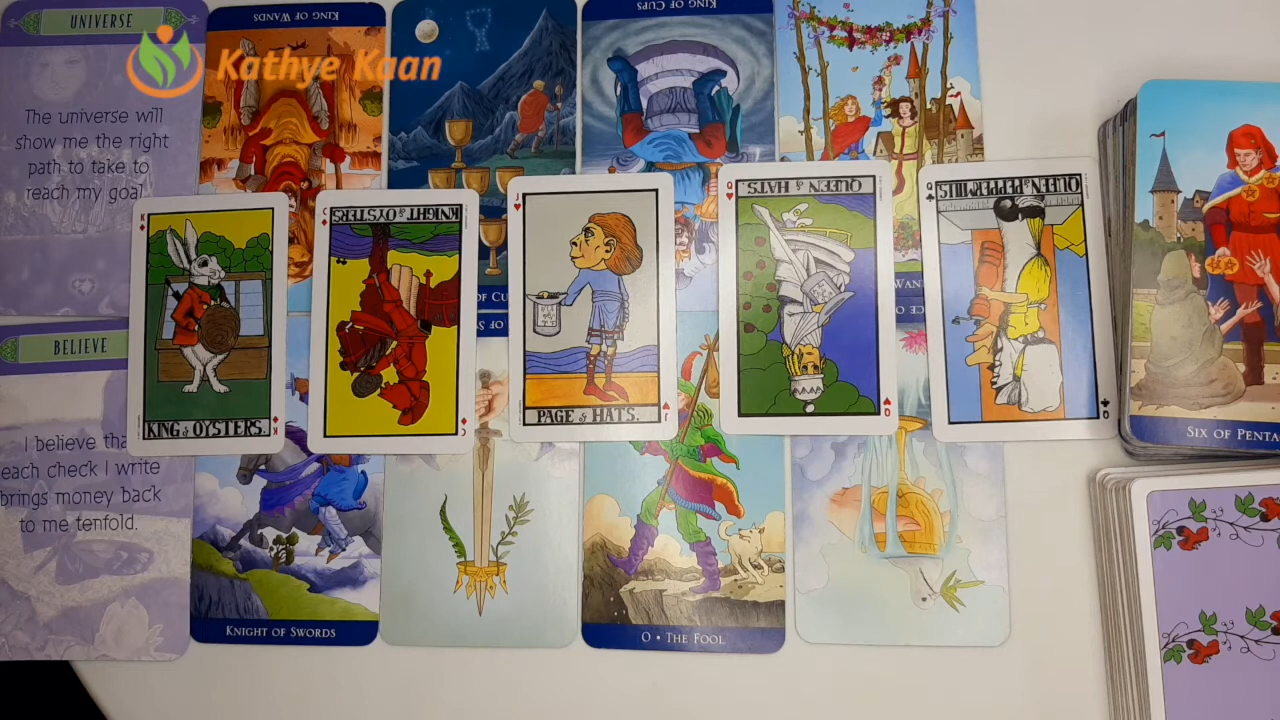 UNIVERSE
The universe will
show me the right
path to take to
reach my goal
KING OF WANDS
KING OF CUPS
Kathye Kaan
K
KING & OYSTERS.
K
C
KNIGHT & OYSTERS
C
J
PAGE & HATS.
J
Q
QUEEN & HATS.
Q
Q
QUEEN & PEPPERMILLS
Q
OF CU
WAN
OF S
CE OF
BELIEVE
I believe tha
each check I write
brings money back
to me tenfold.
KNIGHT OF SWORDS
0 • THE FOOL
SIX OF PENTA